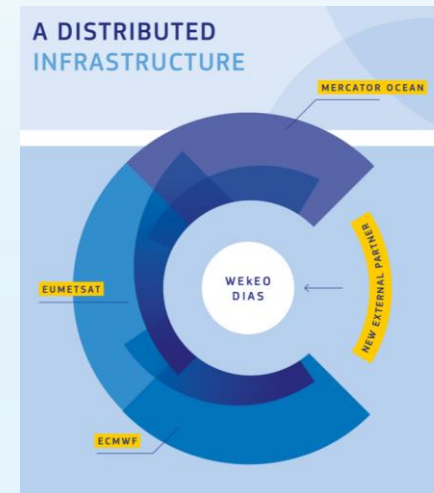 A DISTRIBUTED
INFRASTRUCTURE
MERCATOR OCEAN
NEW EXTERNAL PARTNER
WEkEO
DIAS
EUMETSAT
ECMWF